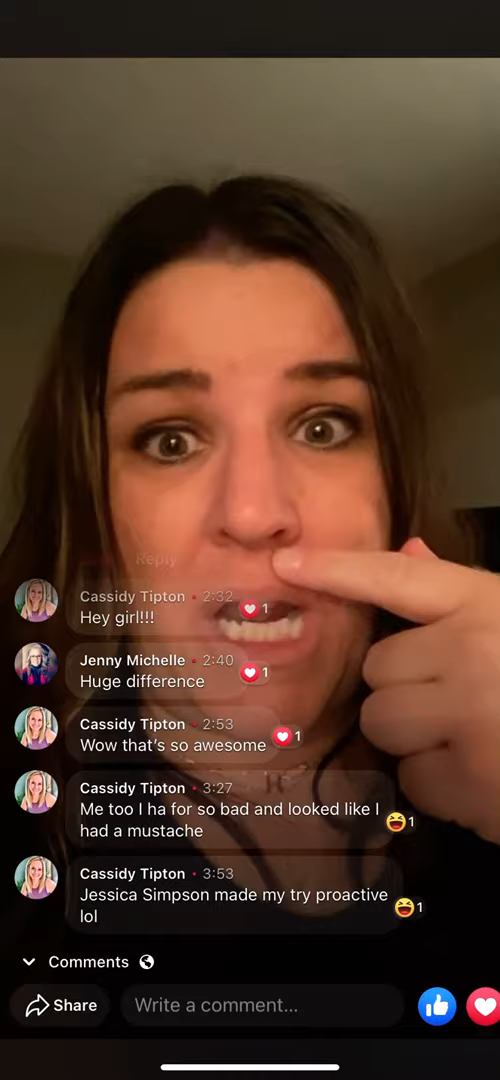 Reply
Cassidy Tipton • 2:32
Hey girl!!!
1
Jenny Michelle • 2:40
Huge difference
1
Cassidy Tipton • 2:53
Wow that's so awesome
1
Cassidy Tipton • 3:27
Me too I ha for so bad and looked like I
had a mustache
1
Cassidy Tipton • 3:53
Jessica Simpson made my try proactive
lol
1
Comments
Share
Write a comment...